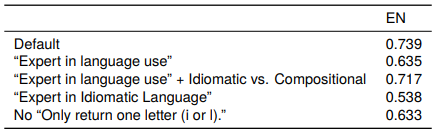 EN
Default 0.739
“Expert in language use” 0.635
“Expert in language use” + Idiomatic vs. Compositional 0.717
“Expert in Idiomatic Language” 0.538
No “Only return one letter (i or l).” 0.633